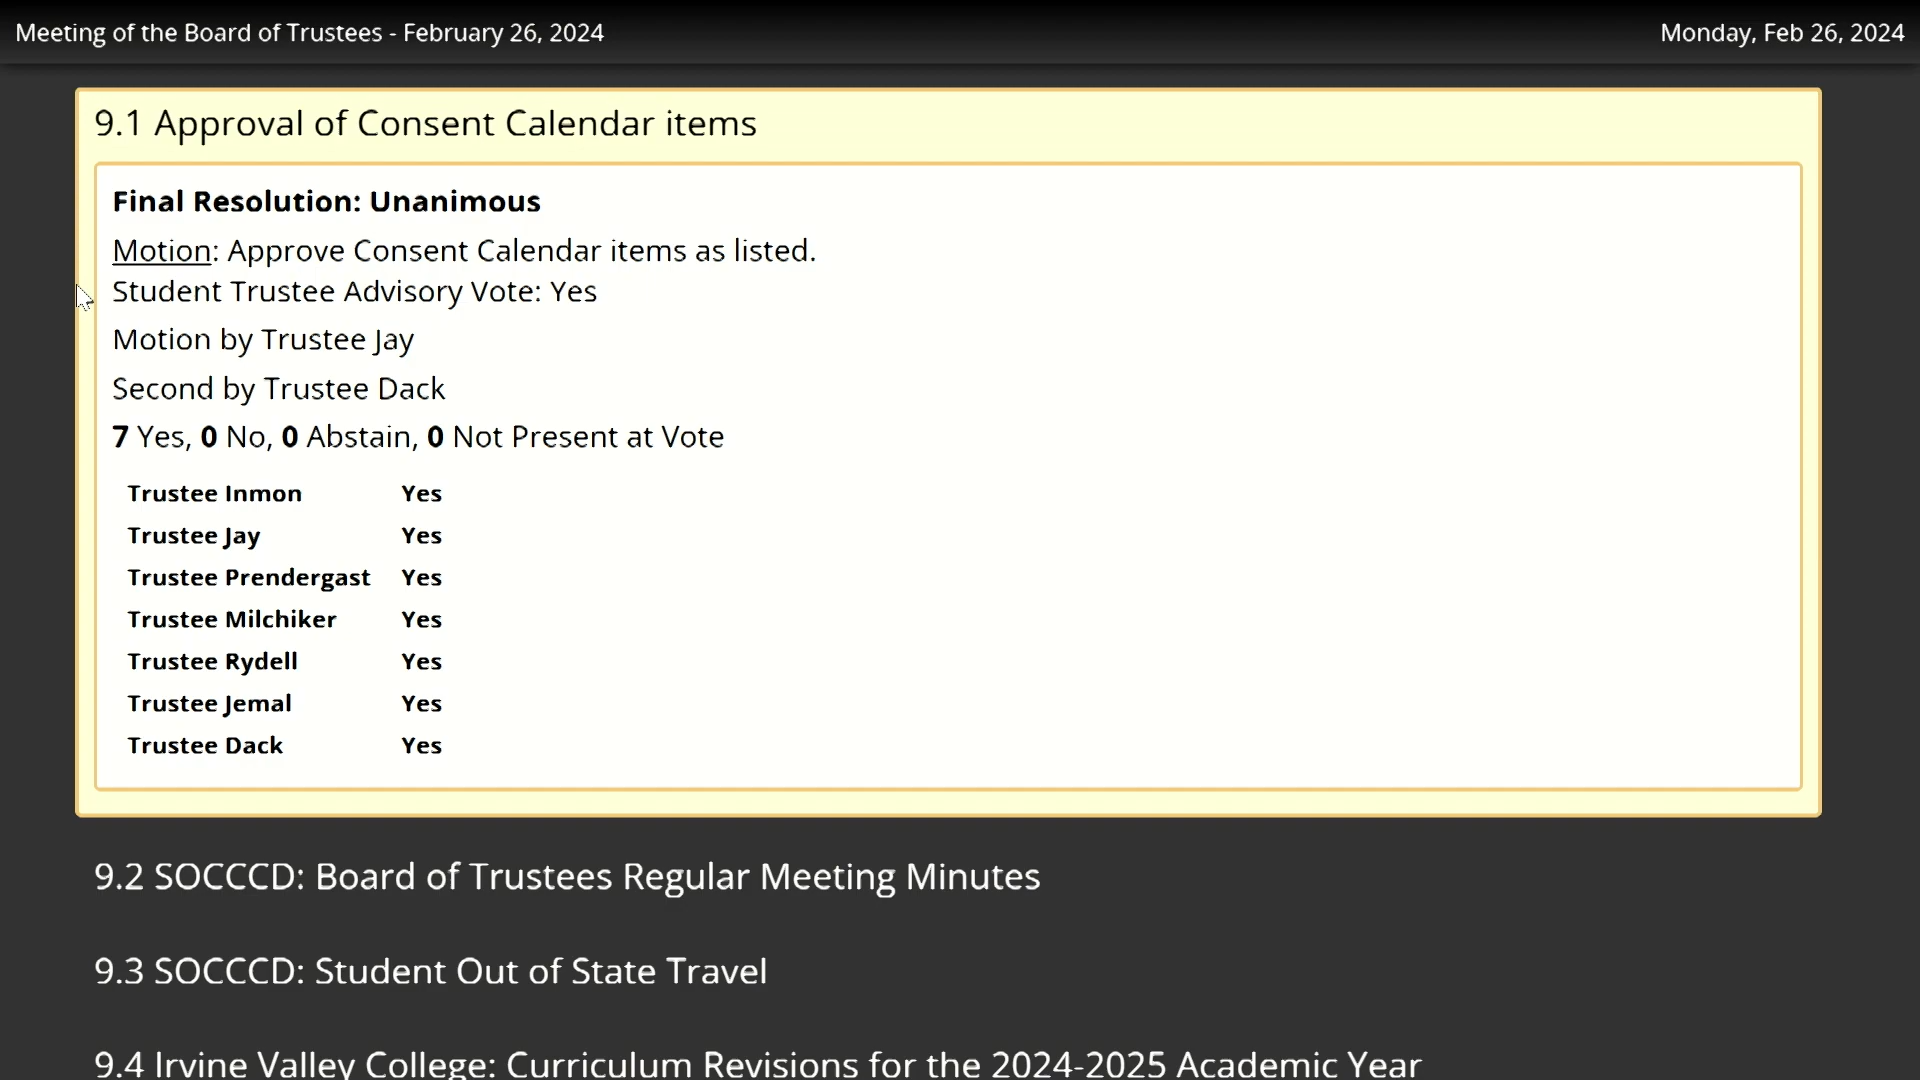 Meeting of the Board of Trustees - February 26, 2024
Monday, Feb 26, 2024
9.1 Approval of Consent Calendar items
Final Resolution: Unanimous
Motion: Approve Consent Calendar items as listed.
Student Trustee Advisory Vote: Yes
Motion by Trustee Jay
Second by Trustee Dack
7 Yes, 0 No, 0 Abstain, 0 Not Present at Vote
Trustee Inmon Yes
Trustee Jay Yes
Trustee Prendergast Yes
Trustee Milchiker Yes
Trustee Rydell Yes
Trustee Jemal Yes
Trustee Dack Yes
9.2 SOCCCD: Board of Trustees Regular Meeting Minutes
9.3 SOCCCD: Student Out of State Travel
9.4 Irvine Valley College: Curriculum Revisions for the 2024-2025 Academic Year